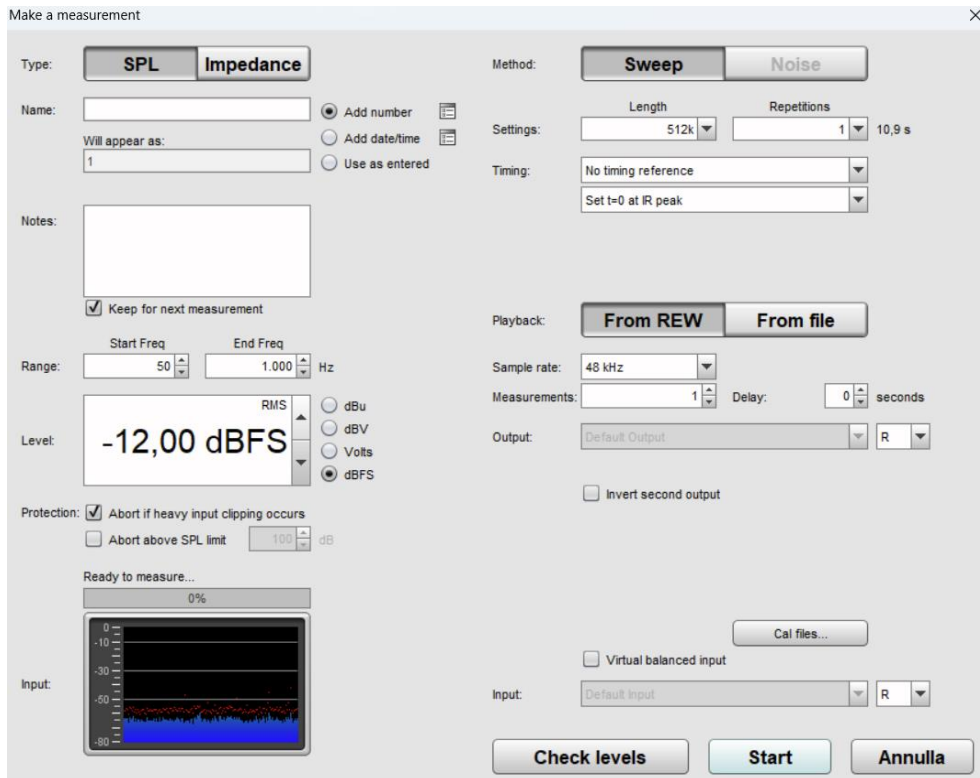 Make a measurement
Type: SPL Impedance
Name:
Add number
Add date/time
Use as entered
Will appear as:
1
Notes:
Keep for next measurement
Start Freq End Freq
Range: 50 1.000 Hz
Level: -12,00 dBFS RMS
dBu
dBV
Volts
dBFS
Protection: Abort if heavy input clipping occurs
Abort above SPL limit 100 dB
Ready to measure...
0%
Input:
0
-10
-30
-50
-80
Method: Sweep Noise
Length Repetitions
Settings: 512k 1 10,9 s
Timing: No timing reference
Set t=0 at IR peak
Playback: From REW From file
Sample rate: 48 kHz
Measurements: 1 Delay: 0 seconds
Output: Default Output R
Invert second output
Cal files...
Virtual balanced input
Input: Default Input R
Check levels Start Annulla